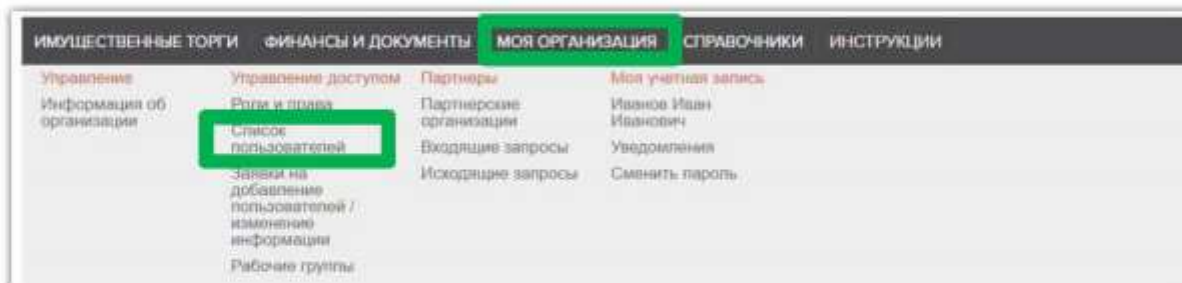 ИМУЩЕСТВЕННЫЕ ТОРГИ ФИНАНСЫ И ДОКУМЕНТЫ МОЯ ОРГАНИЗАЦИЯ СПРАВОЧНИКИ ИНСТРУКЦИИ
Управление
Информация об
организации
Управление доступом
Роли и права
Список
пользователей
Заявки на
добавление
пользователей /
изменение
информации
Рабочие группы
Партнеры
Партнерские
организации
Входящие запросы
Исходящие запросы
Моя учетная запись
Иванов Иван
Иванович
Уведомления
Сменить пароль